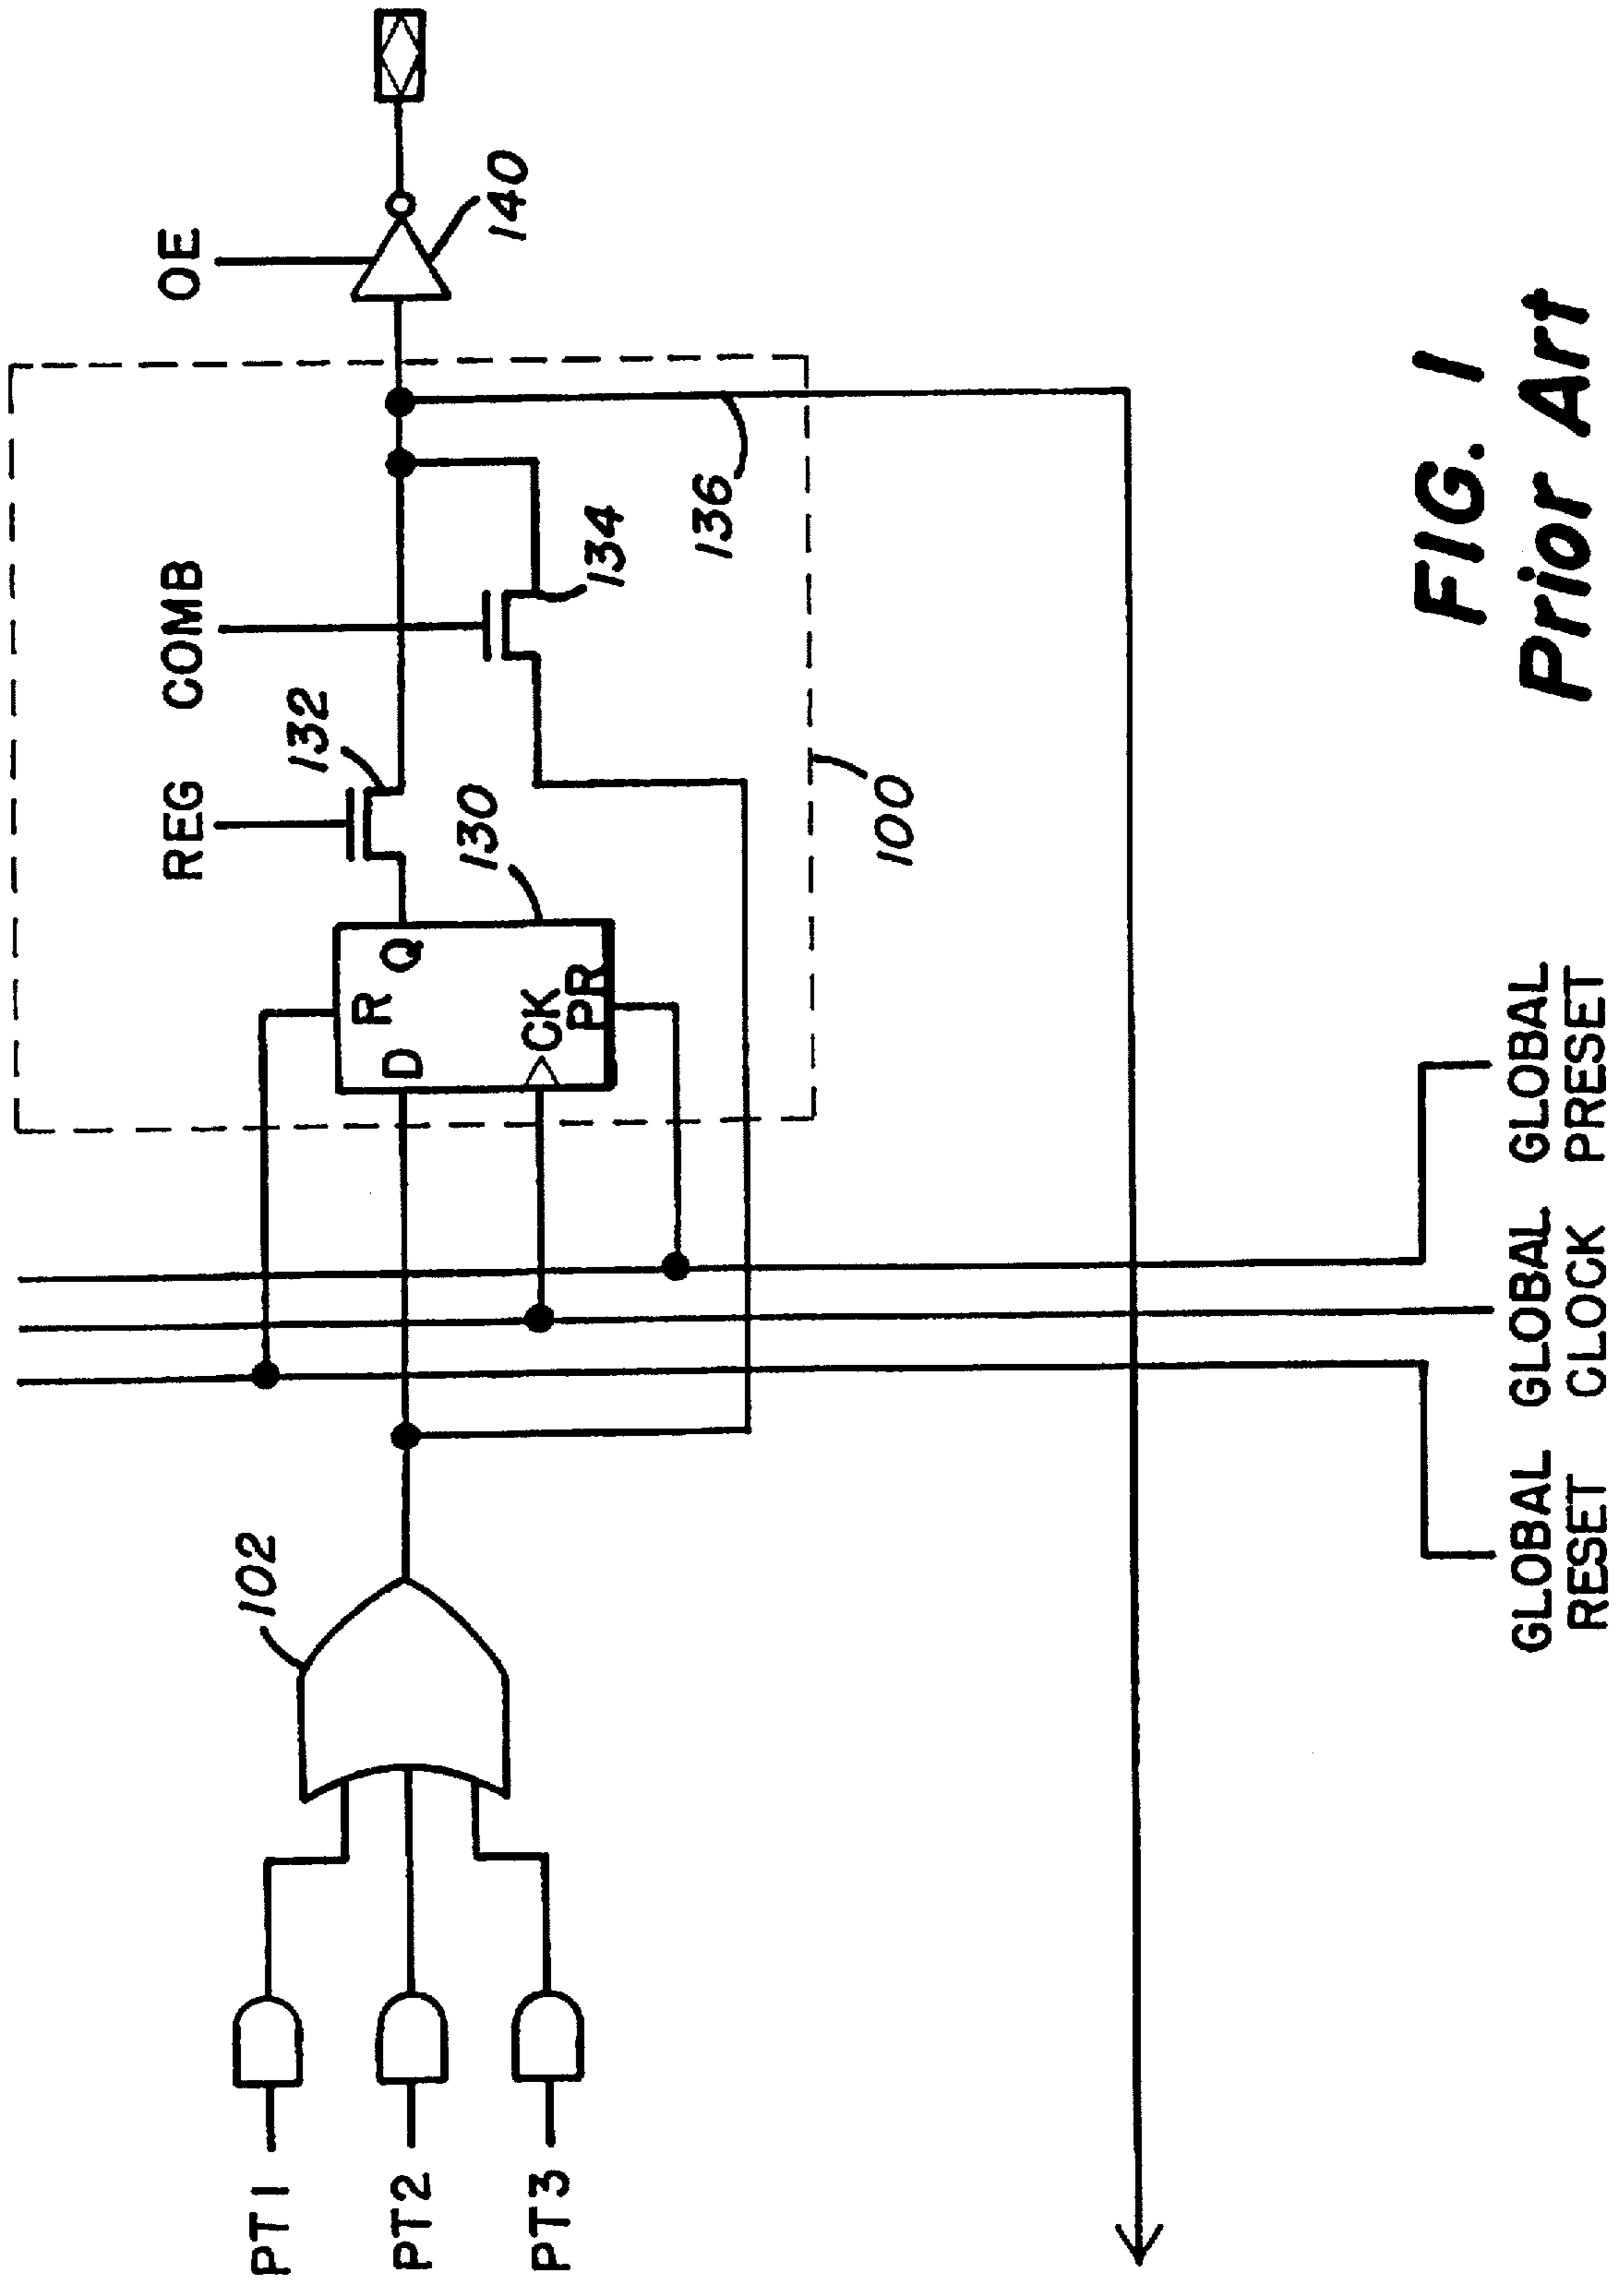 REG
COMB
OE
PT1
PT2
PT3
102
R
D
Q
CK
PR
130
132
134
136
140
100
GLOBAL
RESET
GLOBAL
CLOCK
GLOBAL
PRESET
FIG. 1
Prior Art